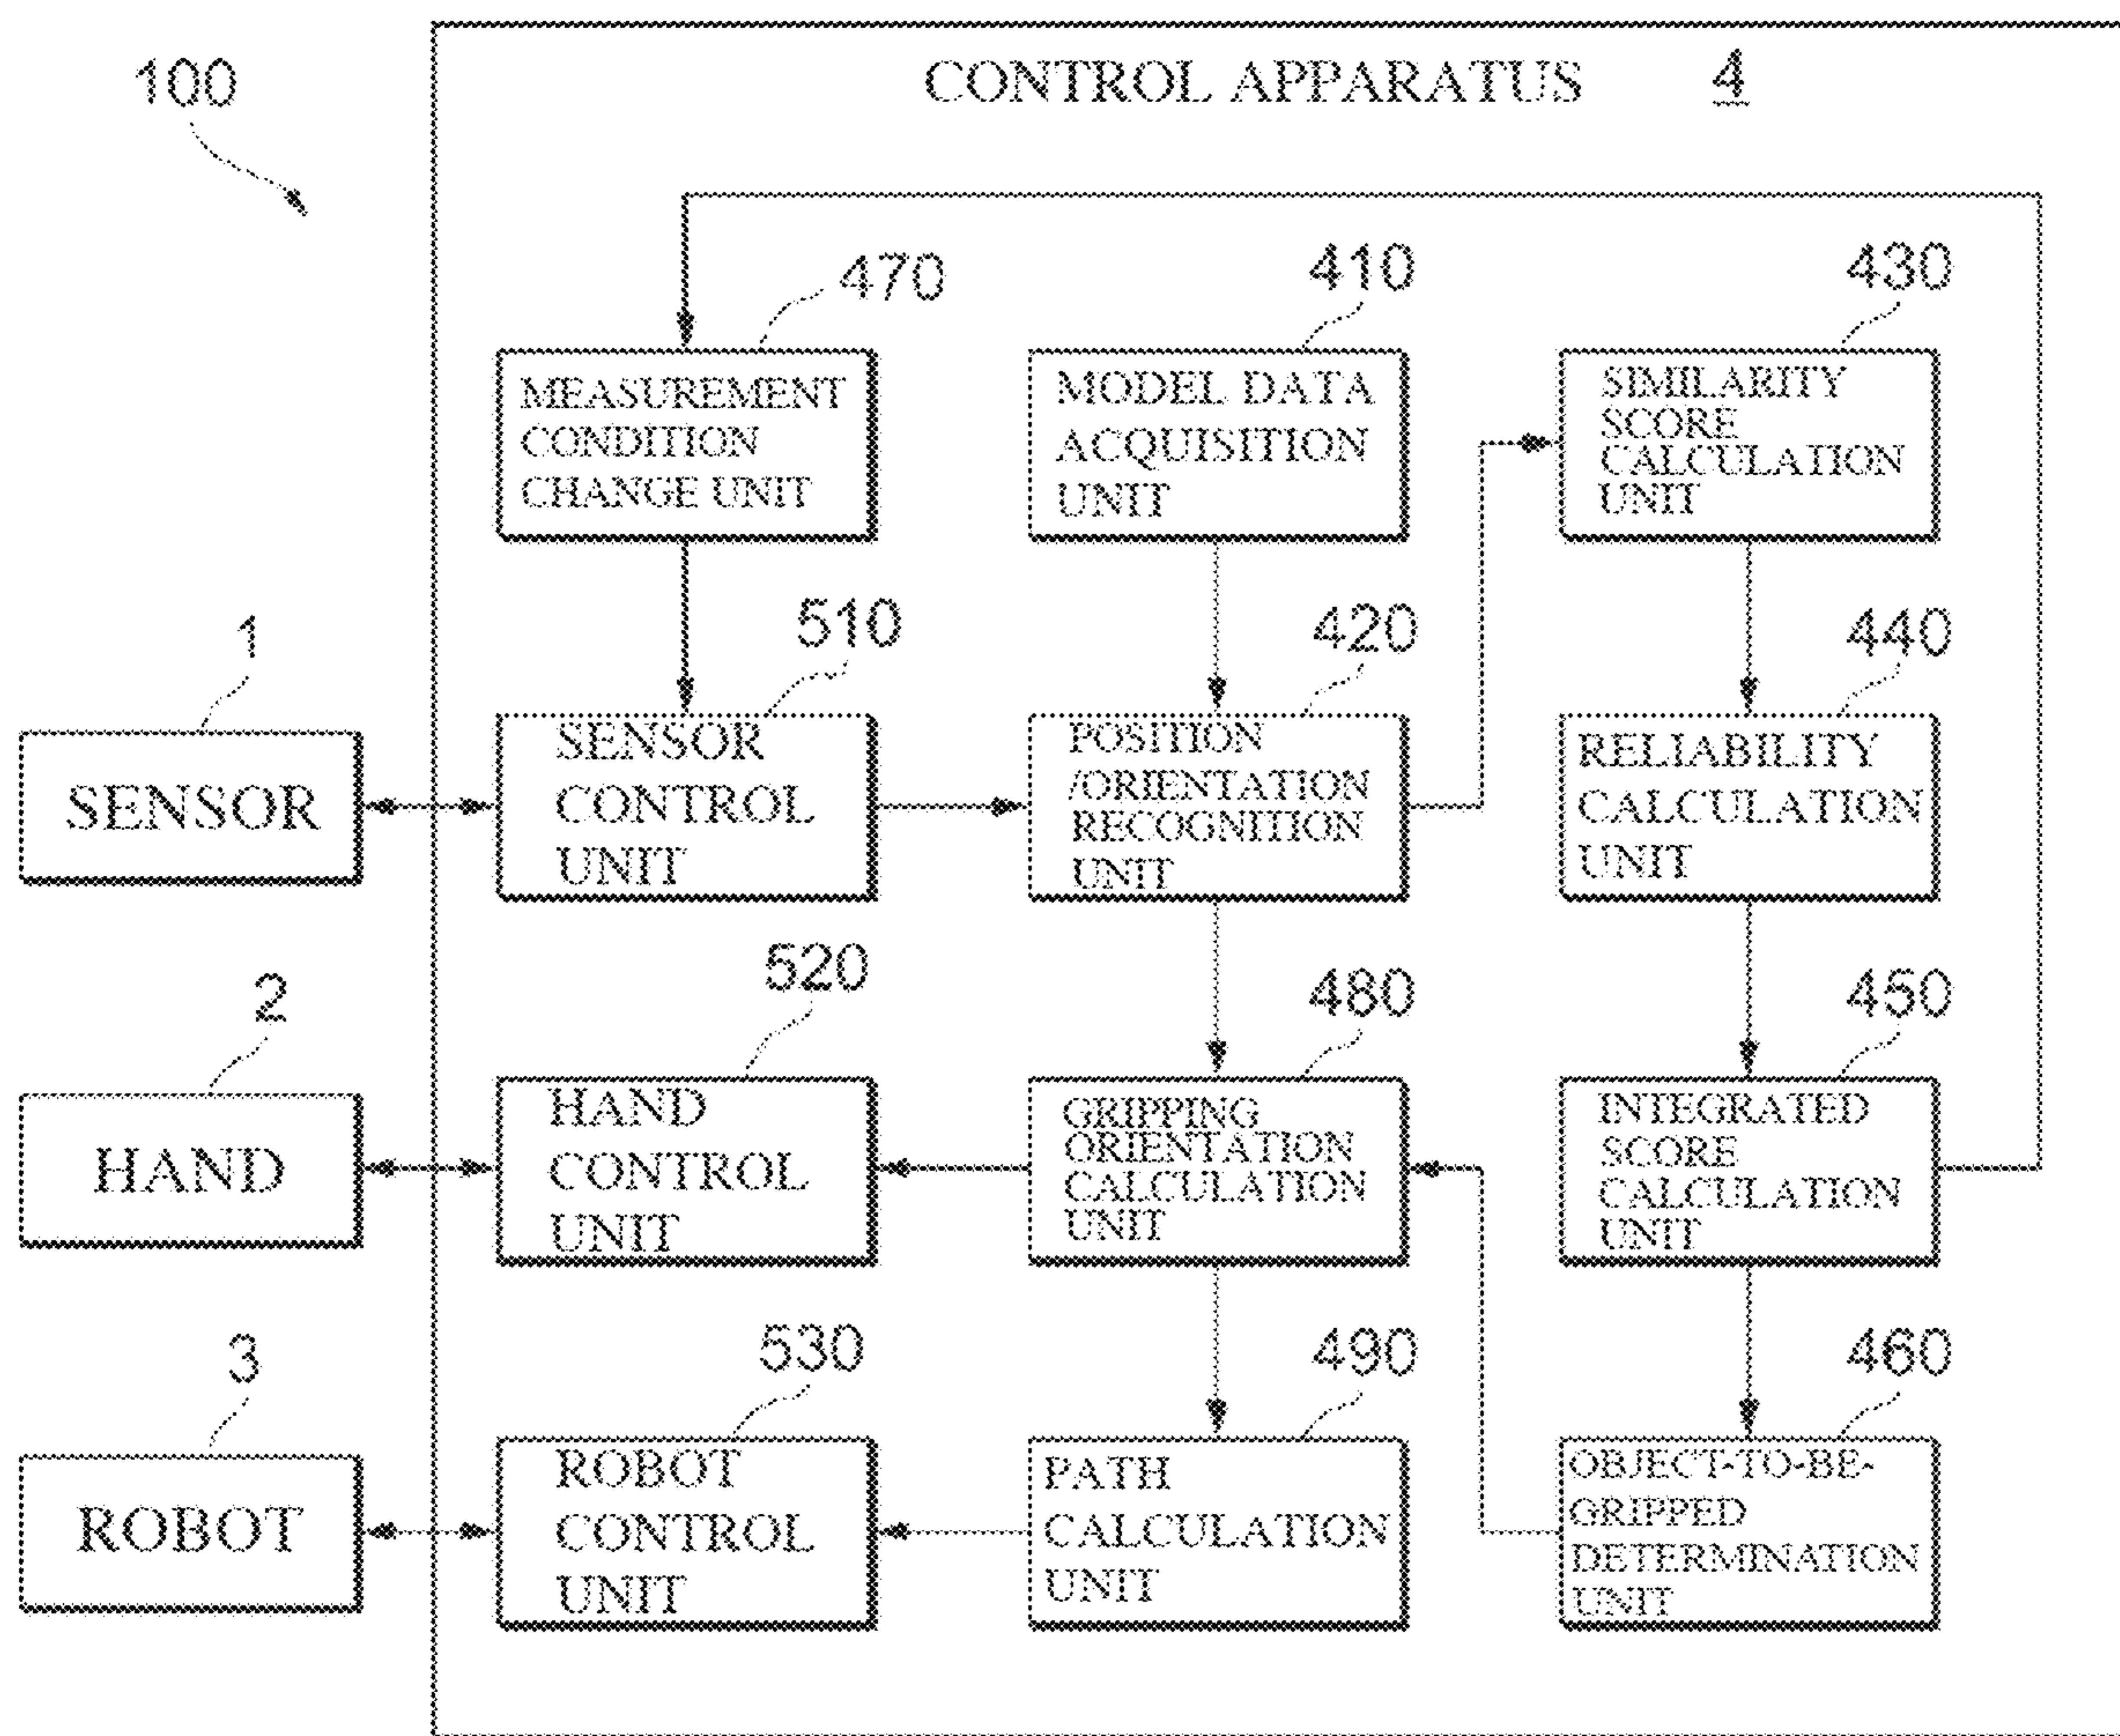 CONTROL APPARATUS 4
100
470
410
430
MEASUREMENT
CONDITION
CHANGE UNIT
MODEL DATA
ACQUISITION
UNIT
SIMILARITY
SCORE
CALCULATION
UNIT
1
510
420
440
SENSOR
SENSOR
CONTROL
UNIT
POSITION
/ORIENTATION
RECOGNITION
UNIT
RELIABILITY
CALCULATION
UNIT
2
520
480
450
HAND
HAND
CONTROL
UNIT
GRIPPING
ORIENTATION
CALCULATION
UNIT
INTEGRATED
SCORE
CALCULATION
UNIT
3
530
490
460
ROBOT
ROBOT
CONTROL
UNIT
PATH
CALCULATION
UNIT
OBJECT-TO-BE-
GRIPPED
DETERMINATION
UNIT